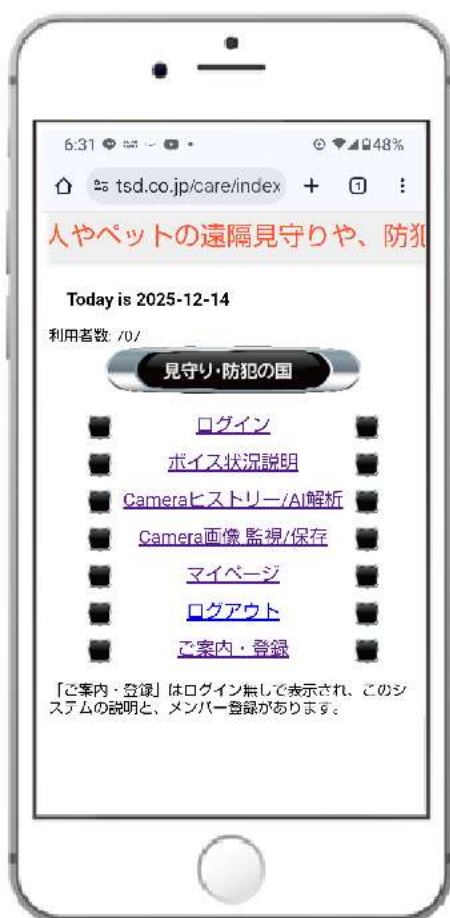 6:31 48%
tsd.co.jp/care/index
人やペットの遠隔見守りや、防犯
Today is 2025-12-14
利用者数: 707
見守り・防犯の国
ログイン
ボイス状況説明
Cameraヒストリー/AI解析
Camera画像 監視/保存
マイページ
ログアウト
ご案内・登録
「ご案内・登録」はログイン無しで表示され、このシ
ステムの説明と、メンバー登録があります。